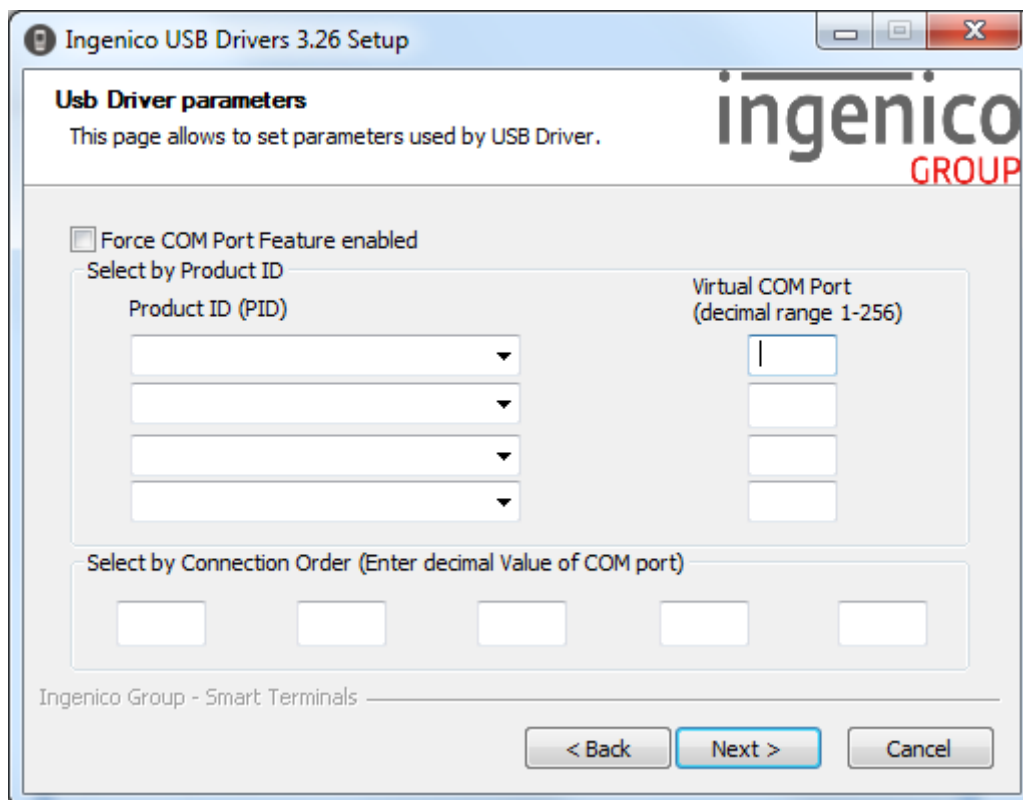 Ingenico USB Drivers 3.26 Setup
Usb Driver parameters
This page allows to set parameters used by USB Driver.
ingenico
GROUP
Force COM Port Feature enabled
Select by Product ID
Product ID (PID)
Virtual COM Port
(decimal range 1-256)
Select by Connection Order (Enter decimal Value of COM port)
Ingenico Group - Smart Terminals
< Back
Next >
Cancel